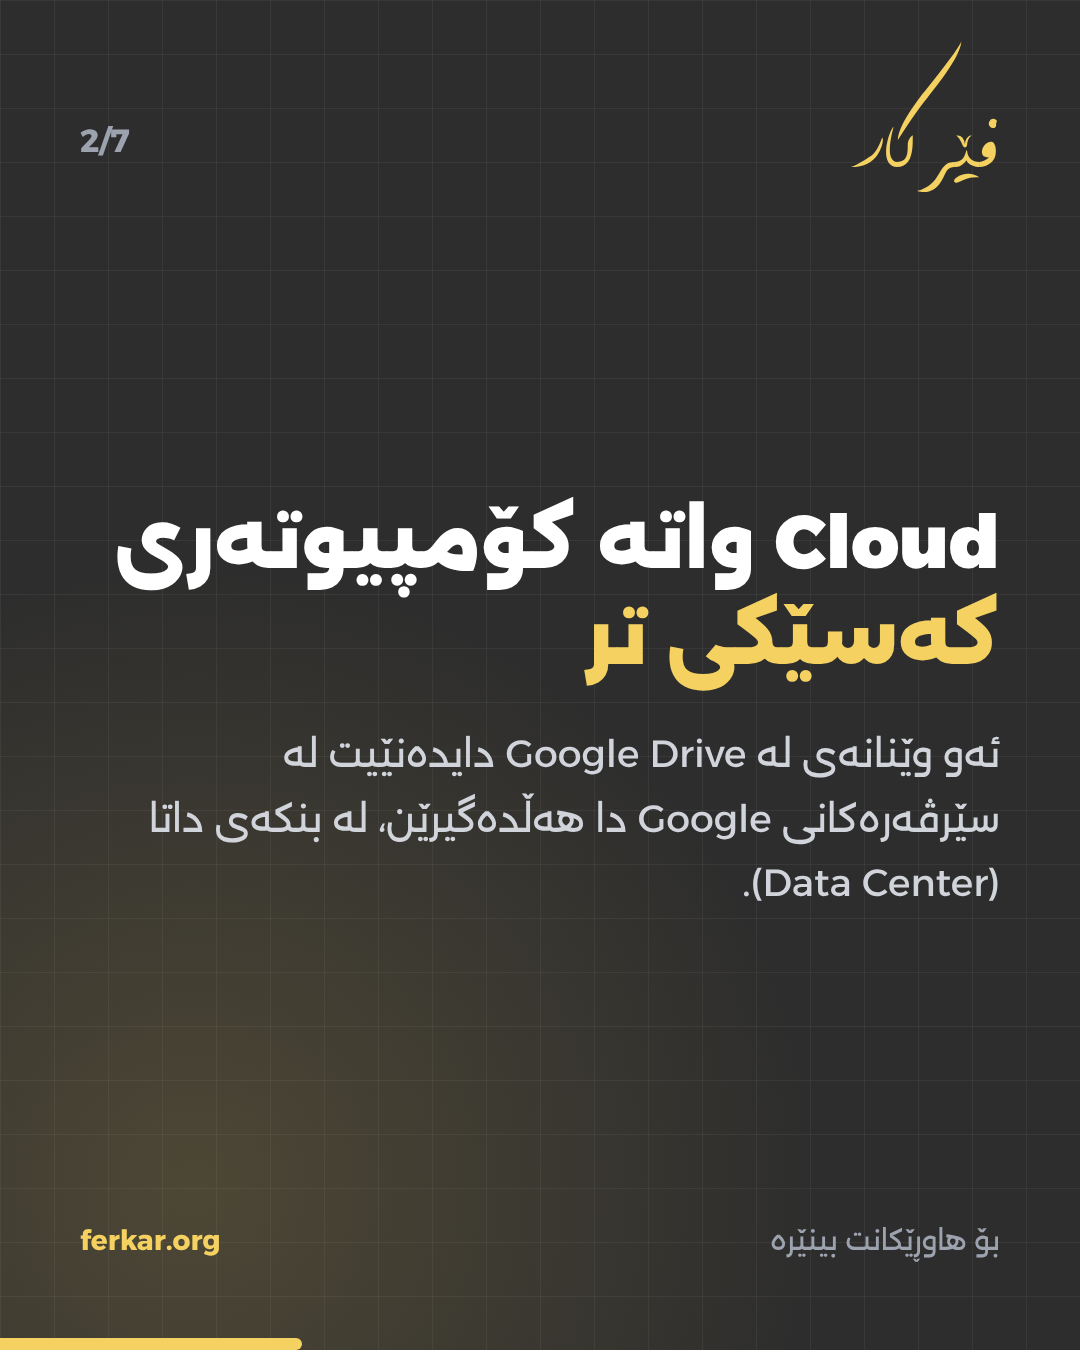 فێرکار
2/7
Cloud واتە کۆمپیوتەری
کەسێکی تر
ئەو وێنانەی لە Google Drive دایدەنێیت لە
سێرڤەرەکانی Google دا هەڵدەگیرێن، لە بنکەی داتا
(Data Center).
بۆ هاوڕێکانت بینێرە
ferkar.org